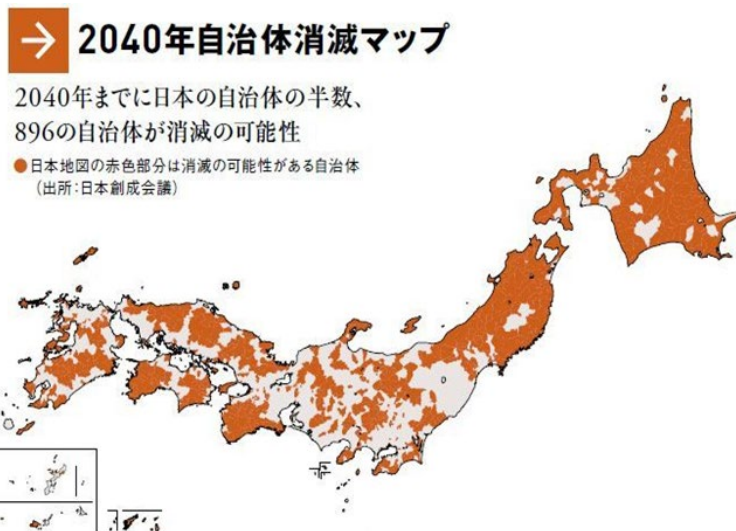 2040年自治体消滅マップ
2040年までに日本の自治体の半数、
896の自治体が消滅の可能性
●日本地図の赤色部分は消滅の可能性がある自治体
（出所：日本創成会議）